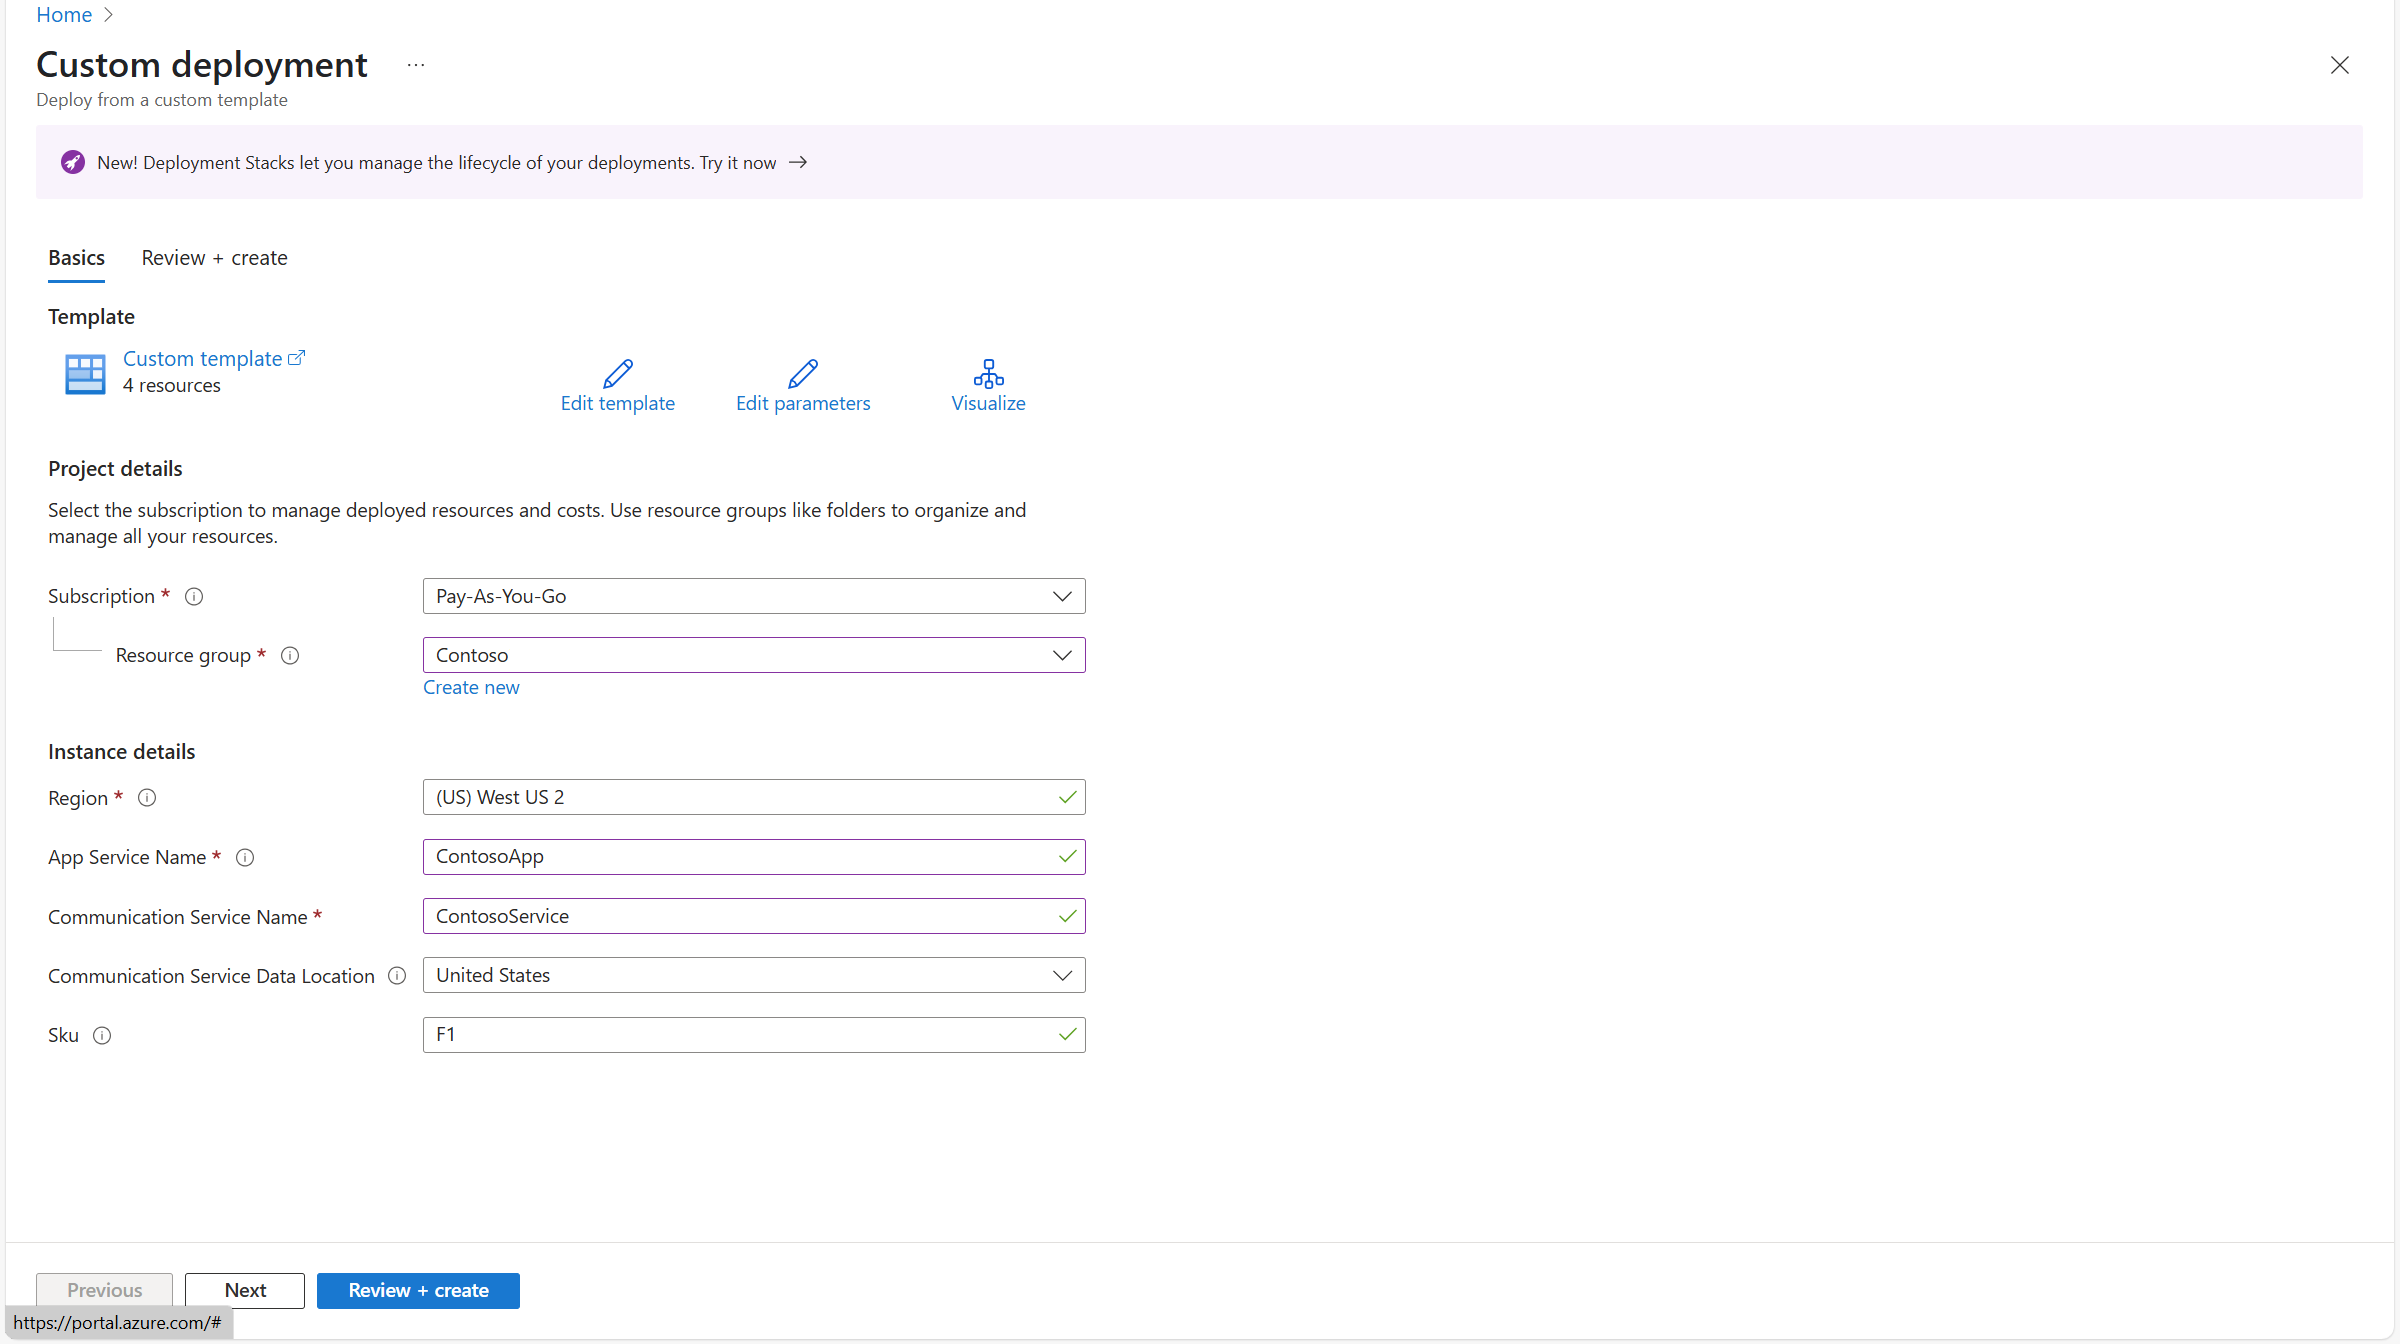 Home
Custom deployment ...
Deploy from a custom template
New! Deployment Stacks let you manage the lifecycle of your deployments. Try it now →
Basics
Review + create
Template
Custom template
4 resources
Edit template
Edit parameters
Visualize
Project details
Select the subscription to manage deployed resources and costs. Use resource groups like folders to organize and
manage all your resources.
Subscription *
Pay-As-You-Go
Resource group *
Contoso
Create new
Instance details
Region *
(US) West US 2
App Service Name *
ContosoApp
Communication Service Name *
ContosoService
Communication Service Data Location
United States
Sku
F1
Previous
Next
Review + create
https://portal.azure.com/#